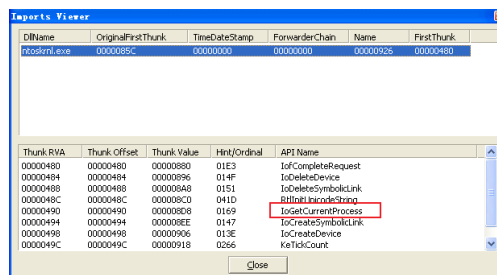 Imports Viewer
DllName OriginalFirstThunk TimeDateStamp ForwarderChain Name FirstThunk
ntoskrnl.exe 0000085C 00000000 00000000 00000926 00000480
Thunk RVA Thunk Offset Thunk Value Hint/Ordinal API Name
00000480 00000480 00000880 01E3 IofCompleteRequest
00000484 00000484 00000896 014F IoDeleteDevice
00000488 00000488 000008A8 0151 IoDeleteSymbolicLink
0000048C 0000048C 000008C0 041D RtlInitUnicodeString
00000490 00000490 000008D8 0169 IoGetCurrentProcess
00000494 00000494 000008EE 0147 IoCreateSymbolicLink
00000498 00000498 00000906 013E IoCreateDevice
0000049C 0000049C 00000918 0266 KeTickCount
Close